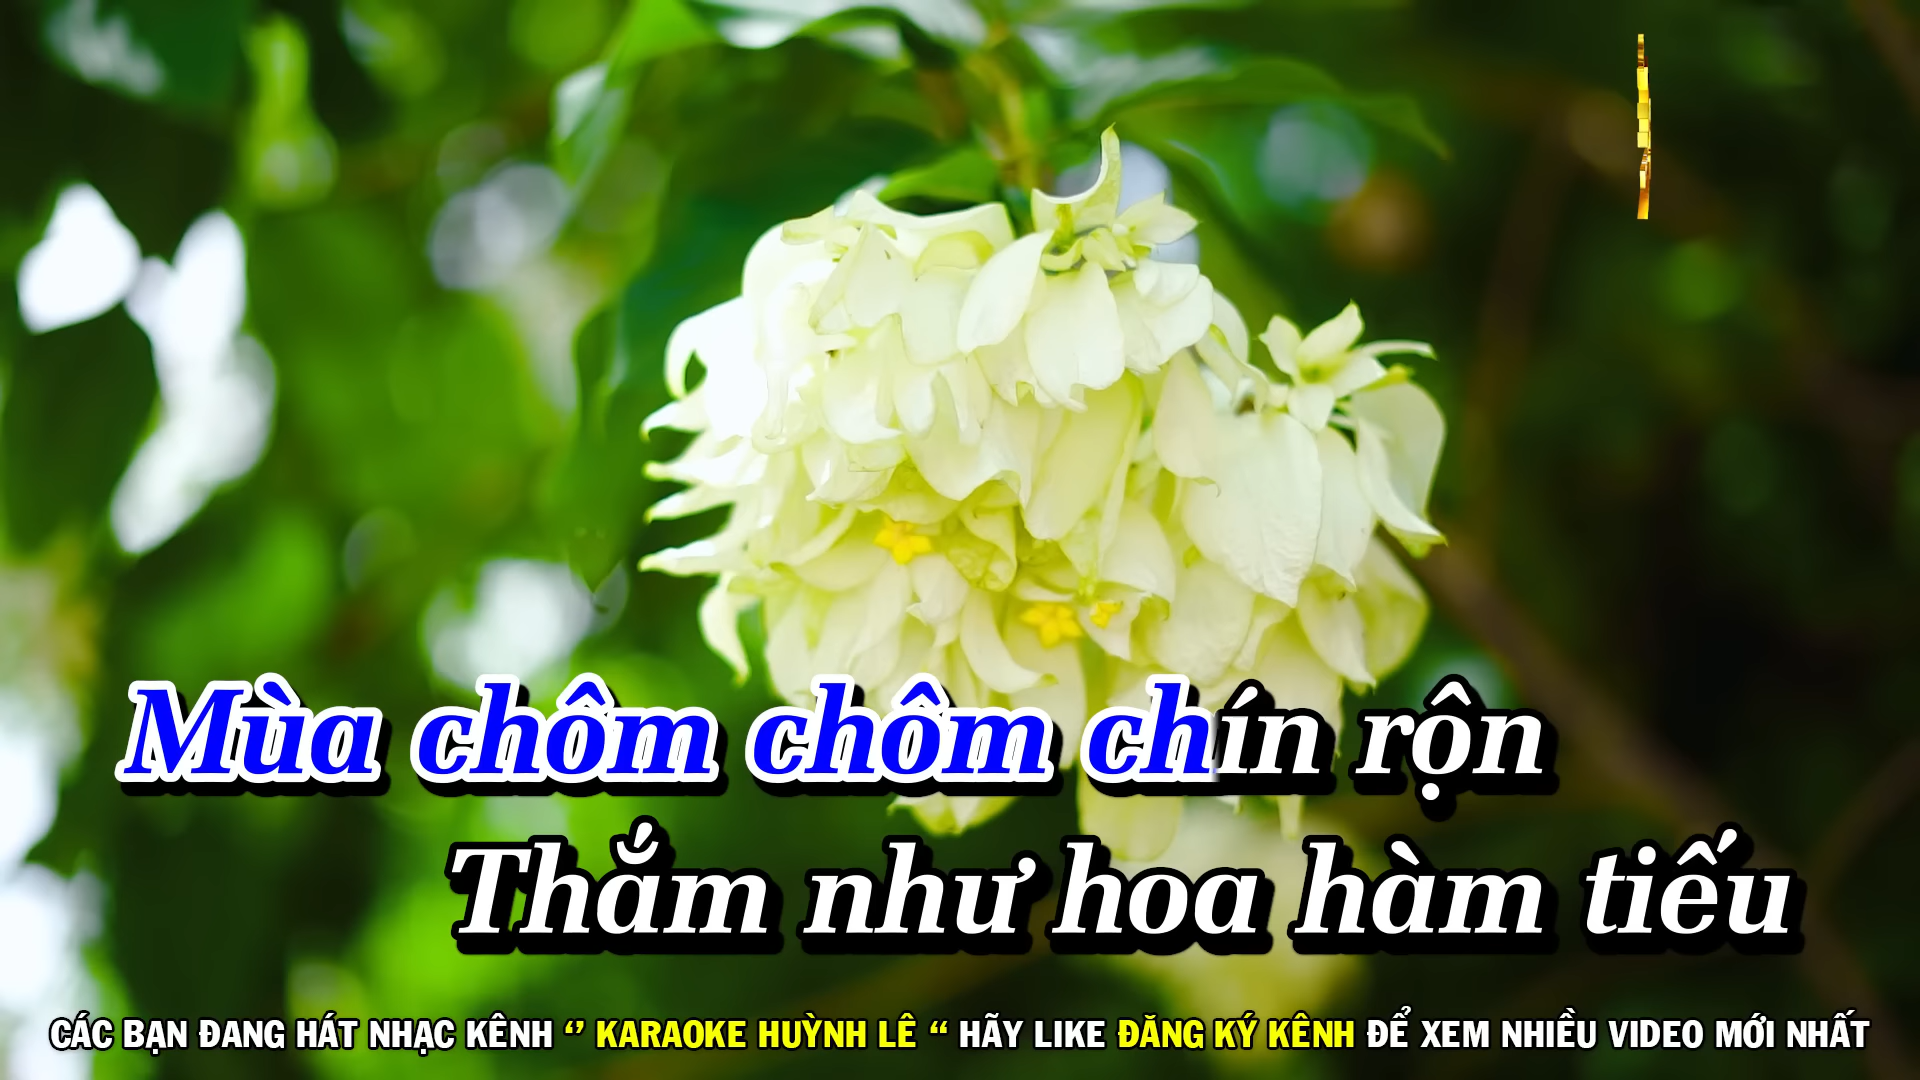 Mùa chôm chôm chín rộn
Thắm như hoa hàm tiếu
CÁC BẠN ĐANG HÁT NHẠC KÊNH ‘’ KARAOKE HUỲNH LÊ “ HÃY LIKE ĐĂNG KÝ KÊNH ĐỂ XEM NHIỀU VIDEO MỚI NHẤT